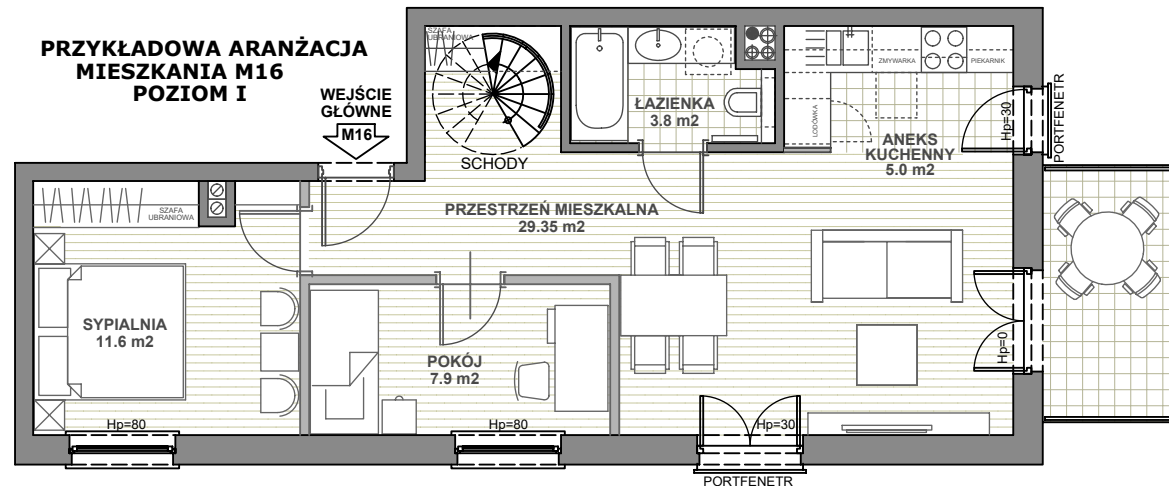 PRZYKŁADOWA ARANŻACJA
MIESZKANIA M16
POZIOM I
WEJŚCIE
GŁÓWNE
M16
SZAFA
UBRANIOWA
SCHODY
ŁAZIENKA
3.8 m2
ZMYWARKA
PIEKARNIK
LODÓWKA
ANEKS
KUCHENNY
5.0 m2
Hp=30
PORTFENETR
PRZESTRZEŃ MIESZKALNA
29.35 m2
SZAFA
UBRANIOWA
SYPIALNIA
11.6 m2
POKÓJ
7.9 m2
Hp=0
Hp=80
Hp=80
Hp=30
PORTFENETR